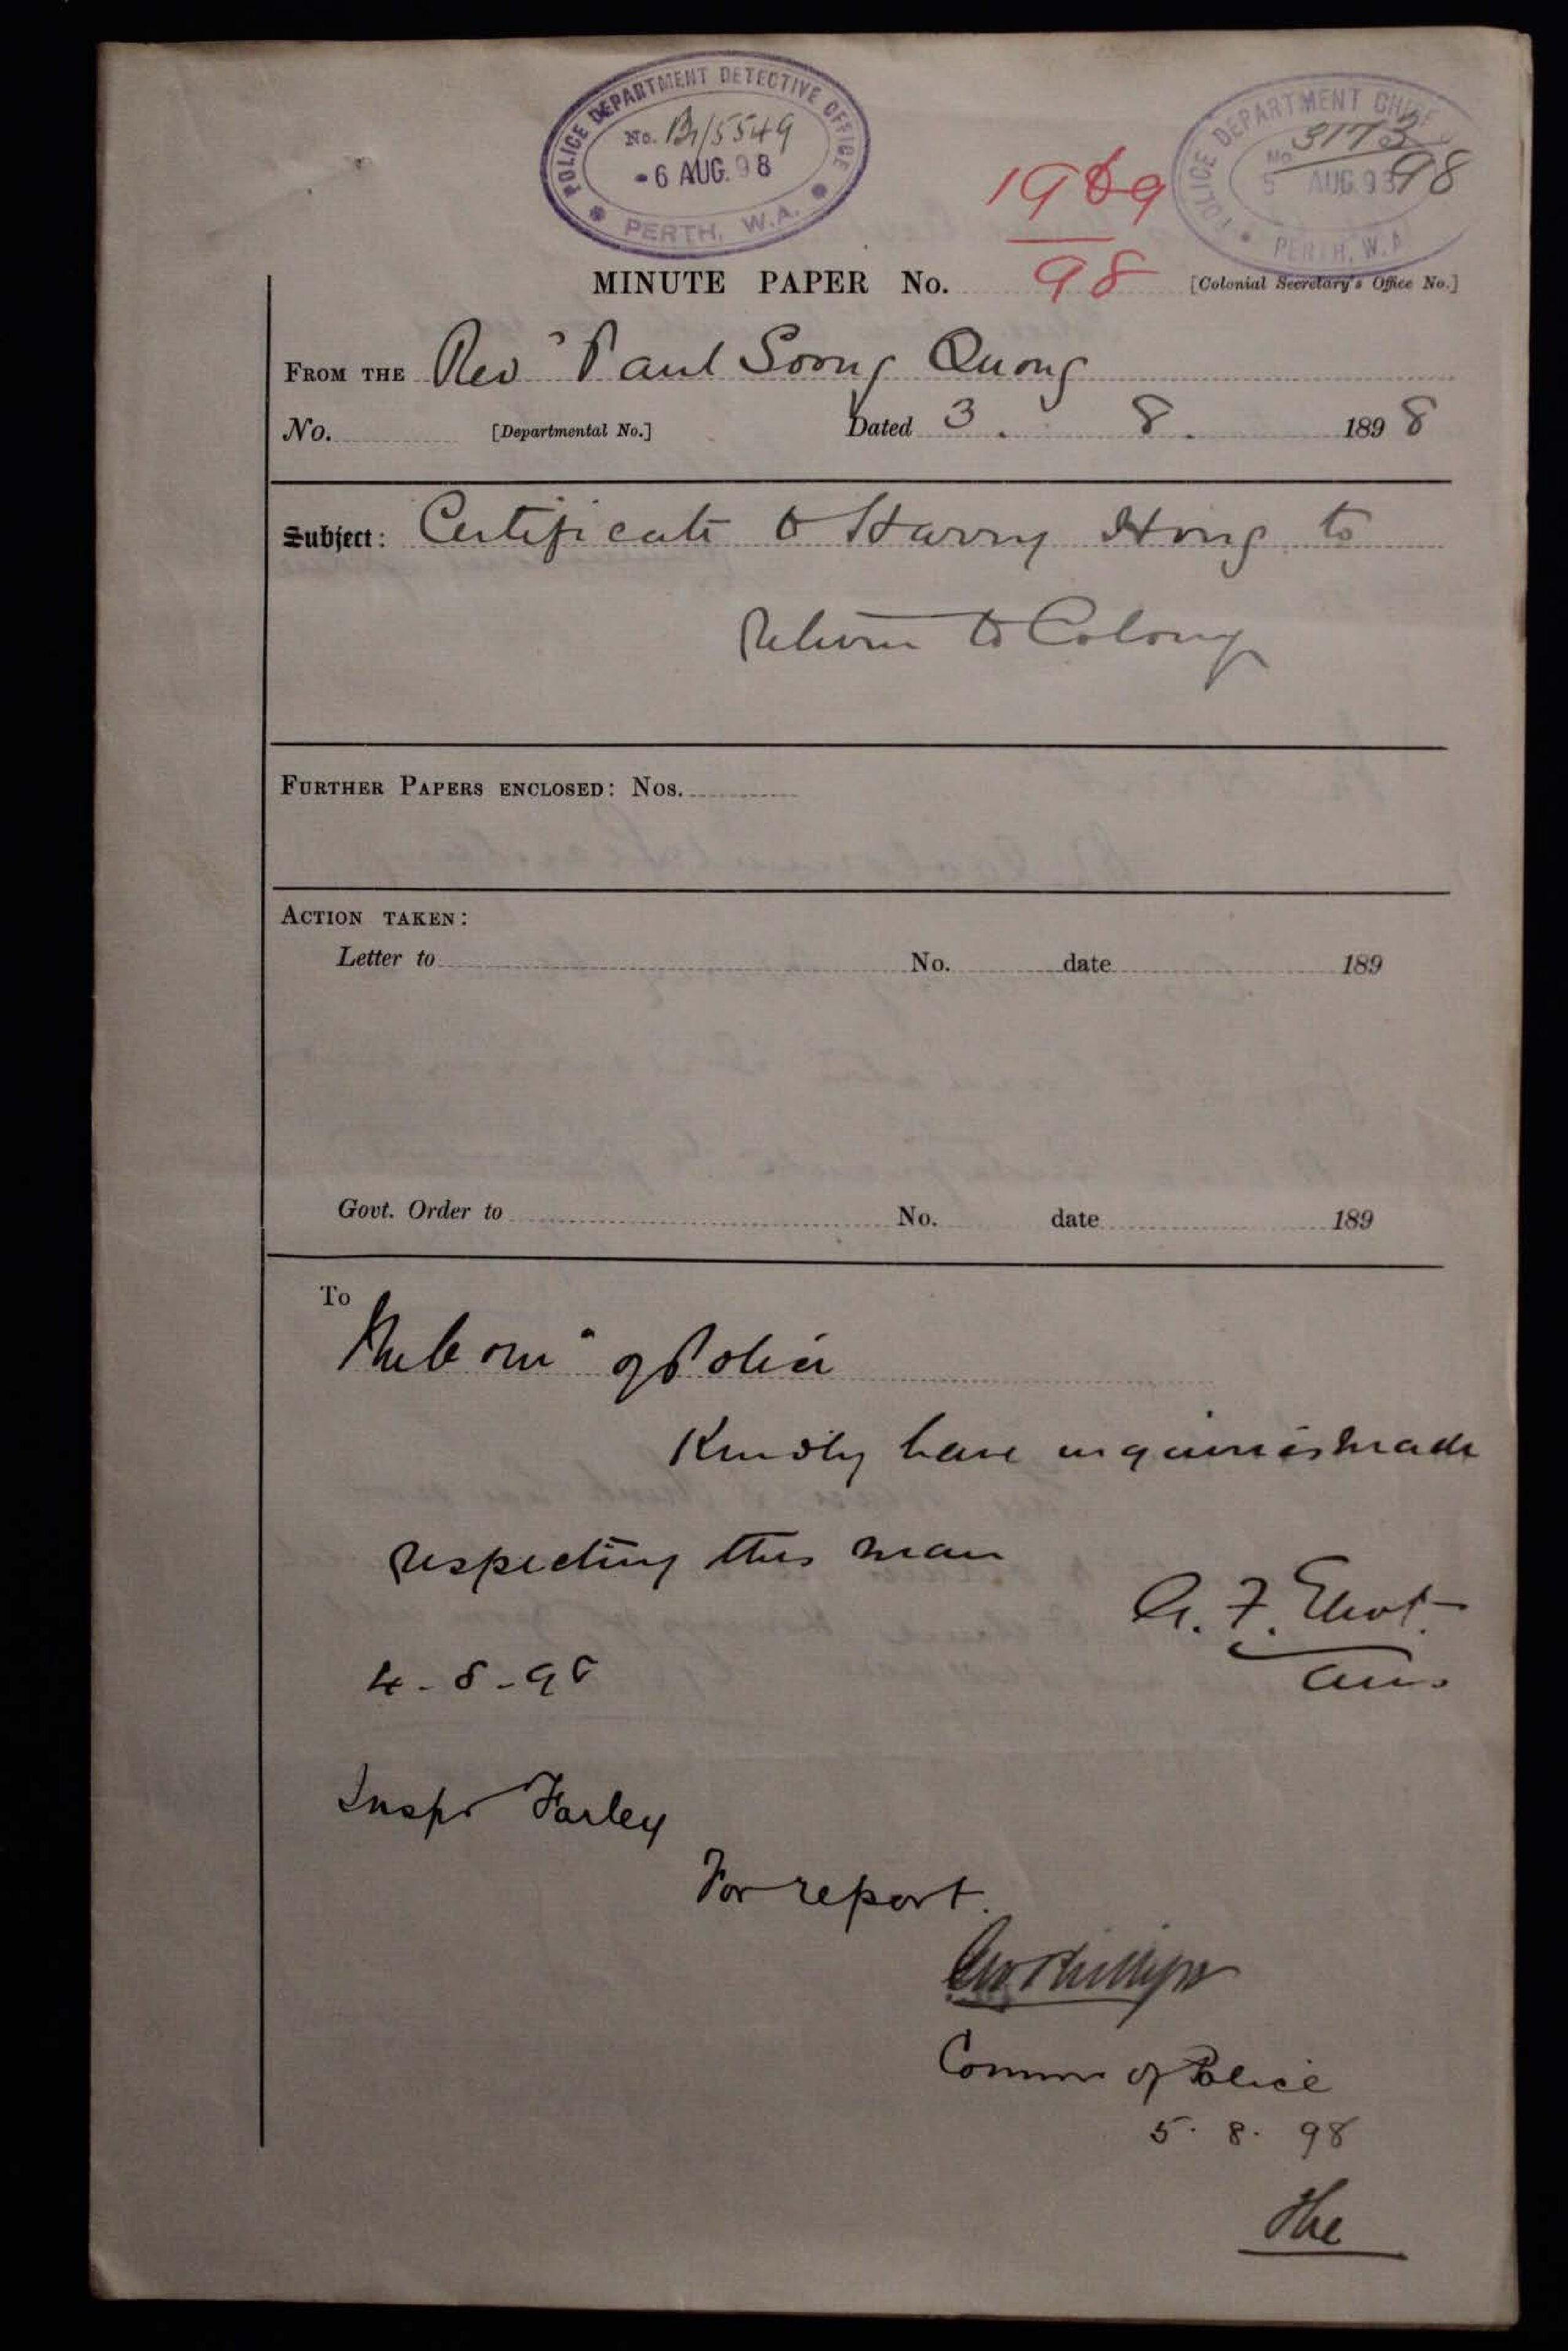 POLICE DEPARTMENT DETECTIVE OFFICE
No. 5549
- 6 AUG. 98
PERTH, W.A.
POLICE DEPARTMENT CHIEF
No. 3173
98
5 AUG. 98
PERTH, W.A.
1969
98
MINUTE PAPER No. [Colonial Secretary's Office No.]
FROM THE Revd Paul Soong Quong
No. [Departmental No.] Dated 3. 8. 1898
Subject: Certificate to Harry Hong to
return to Colony
FURTHER PAPERS ENCLOSED: Nos.
ACTION TAKEN:
Letter to No. date 189
Govt. Order to No. date 189
To
The Comr of Police
Kindly have inquiries made
respecting this man
4-8-98
Inspr Farley
For report.
Geo Phillips
Commr of Police
5. 8. 98
The